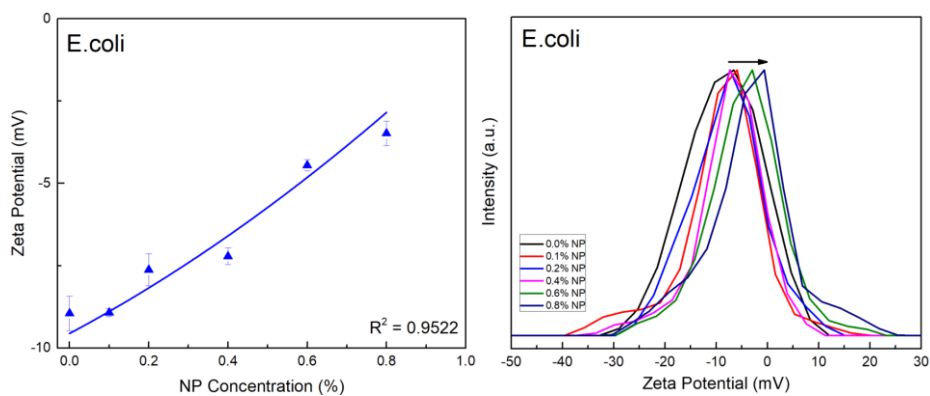 E.coli
Zeta Potential (mV)
0
-5
-10
R² = 0.9522
0.0 0.2 0.4 0.6 0.8 1.0
NP Concentration (%)
E.coli
Intensity (a.u.)
0.0% NP
0.1% NP
0.2% NP
0.4% NP
0.6% NP
0.8% NP
-50 -40 -30 -20 -10 0 10 20 30
Zeta Potential (mV)